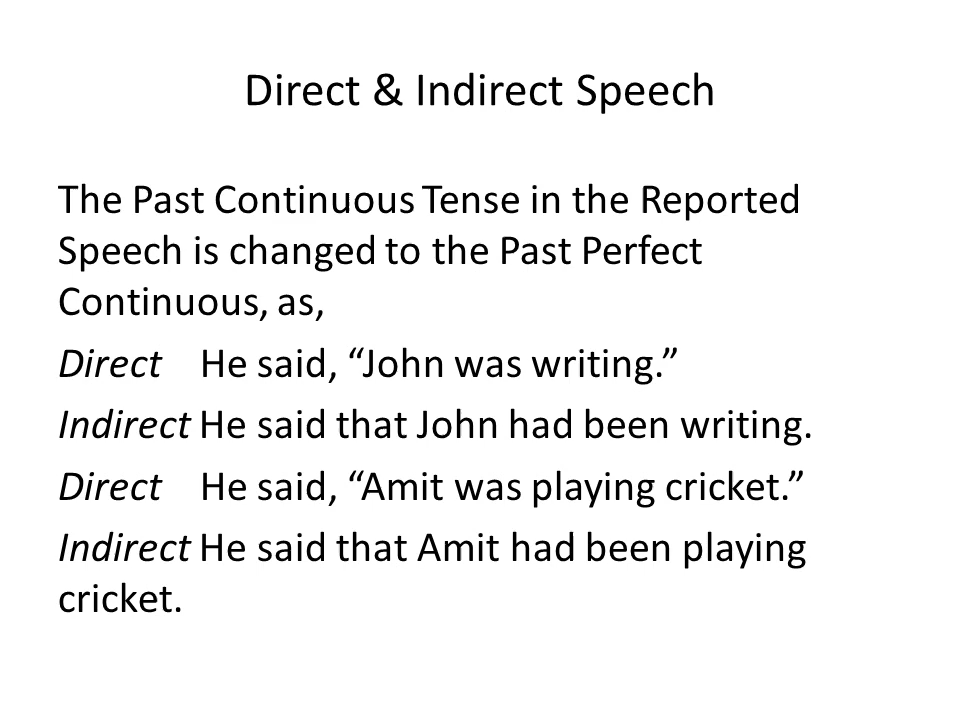 Direct & Indirect Speech
The Past Continuous Tense in the Reported
Speech is changed to the Past Perfect
Continuous, as,
Direct He said, “John was writing.”
Indirect He said that John had been writing.
Direct He said, “Amit was playing cricket.”
Indirect He said that Amit had been playing
cricket.